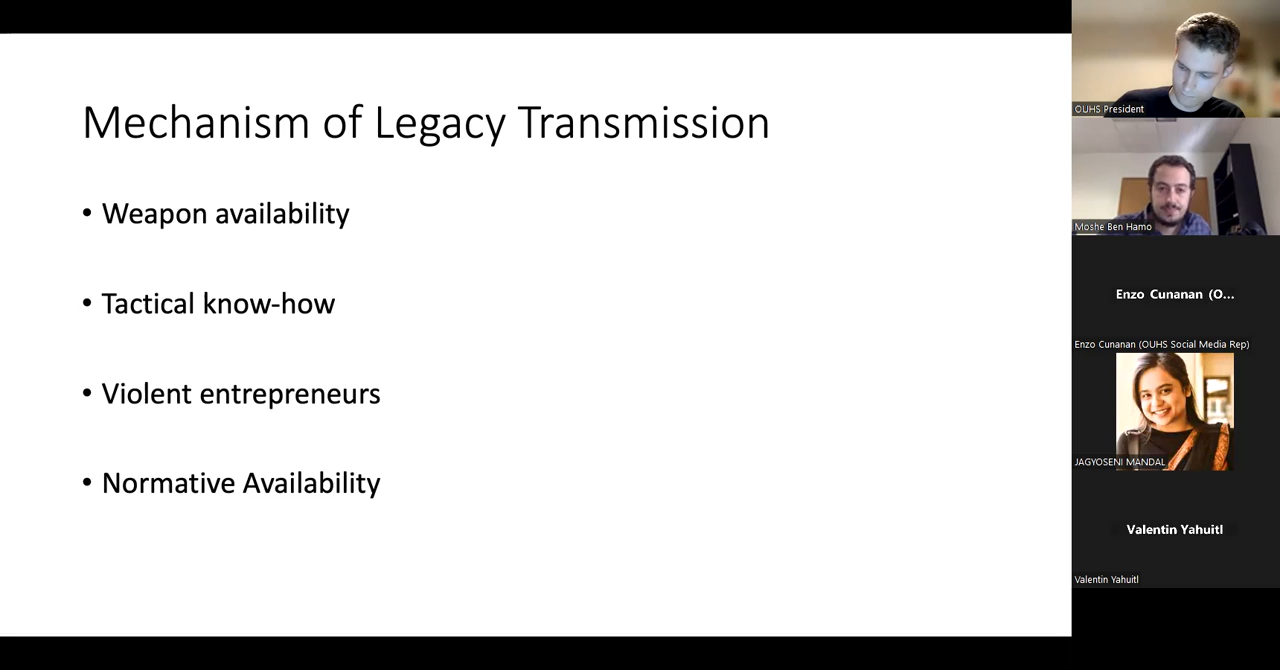 Mechanism of Legacy Transmission
• Weapon availability
• Tactical know-how
• Violent entrepreneurs
• Normative Availability
OUHS President
Moshe Ben Hamo
Enzo Cunanan (O...
Enzo Cunanan (OUHS Social Media Rep)
JAGYOSENI MANDAL
Valentin Yahuitl
Valentin Yahuitl